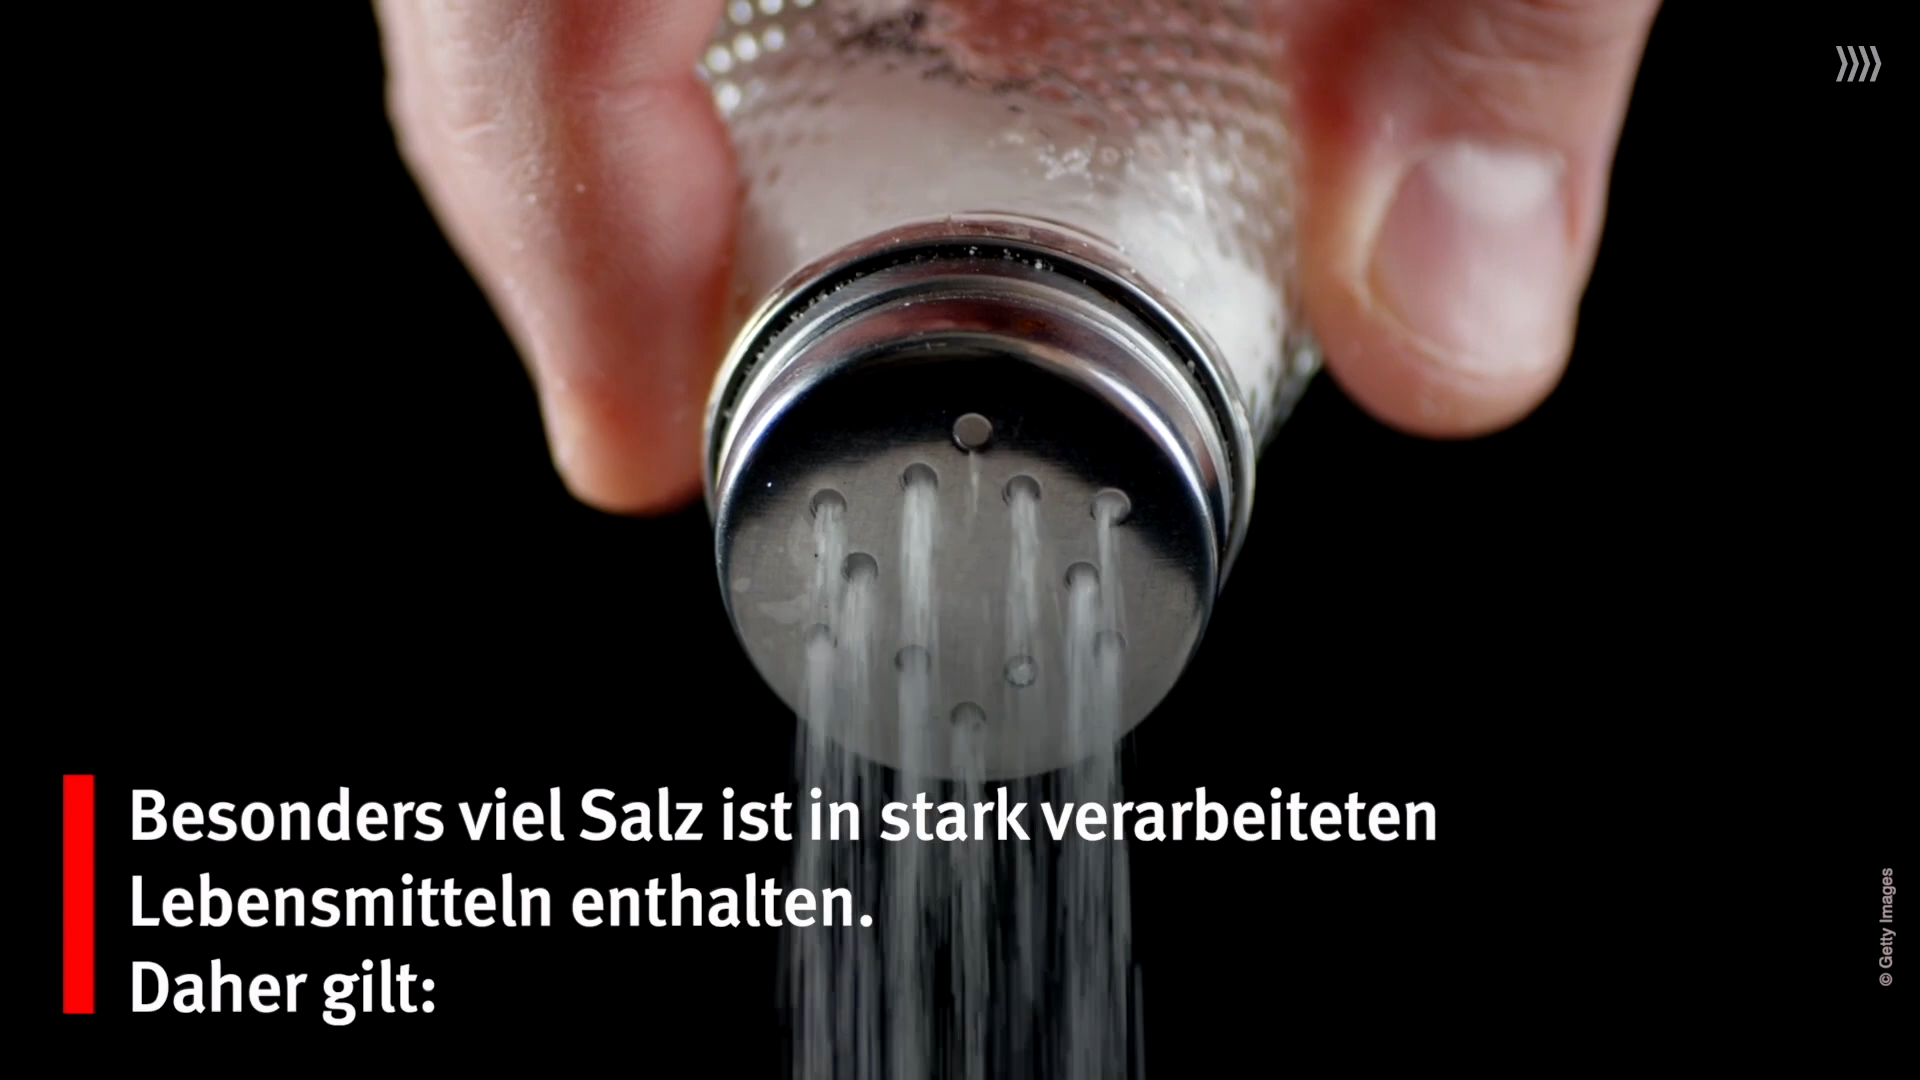 Besonders viel Salz ist in stark verarbeiteten
Lebensmitteln enthalten.
Daher gilt:
© Getty Images